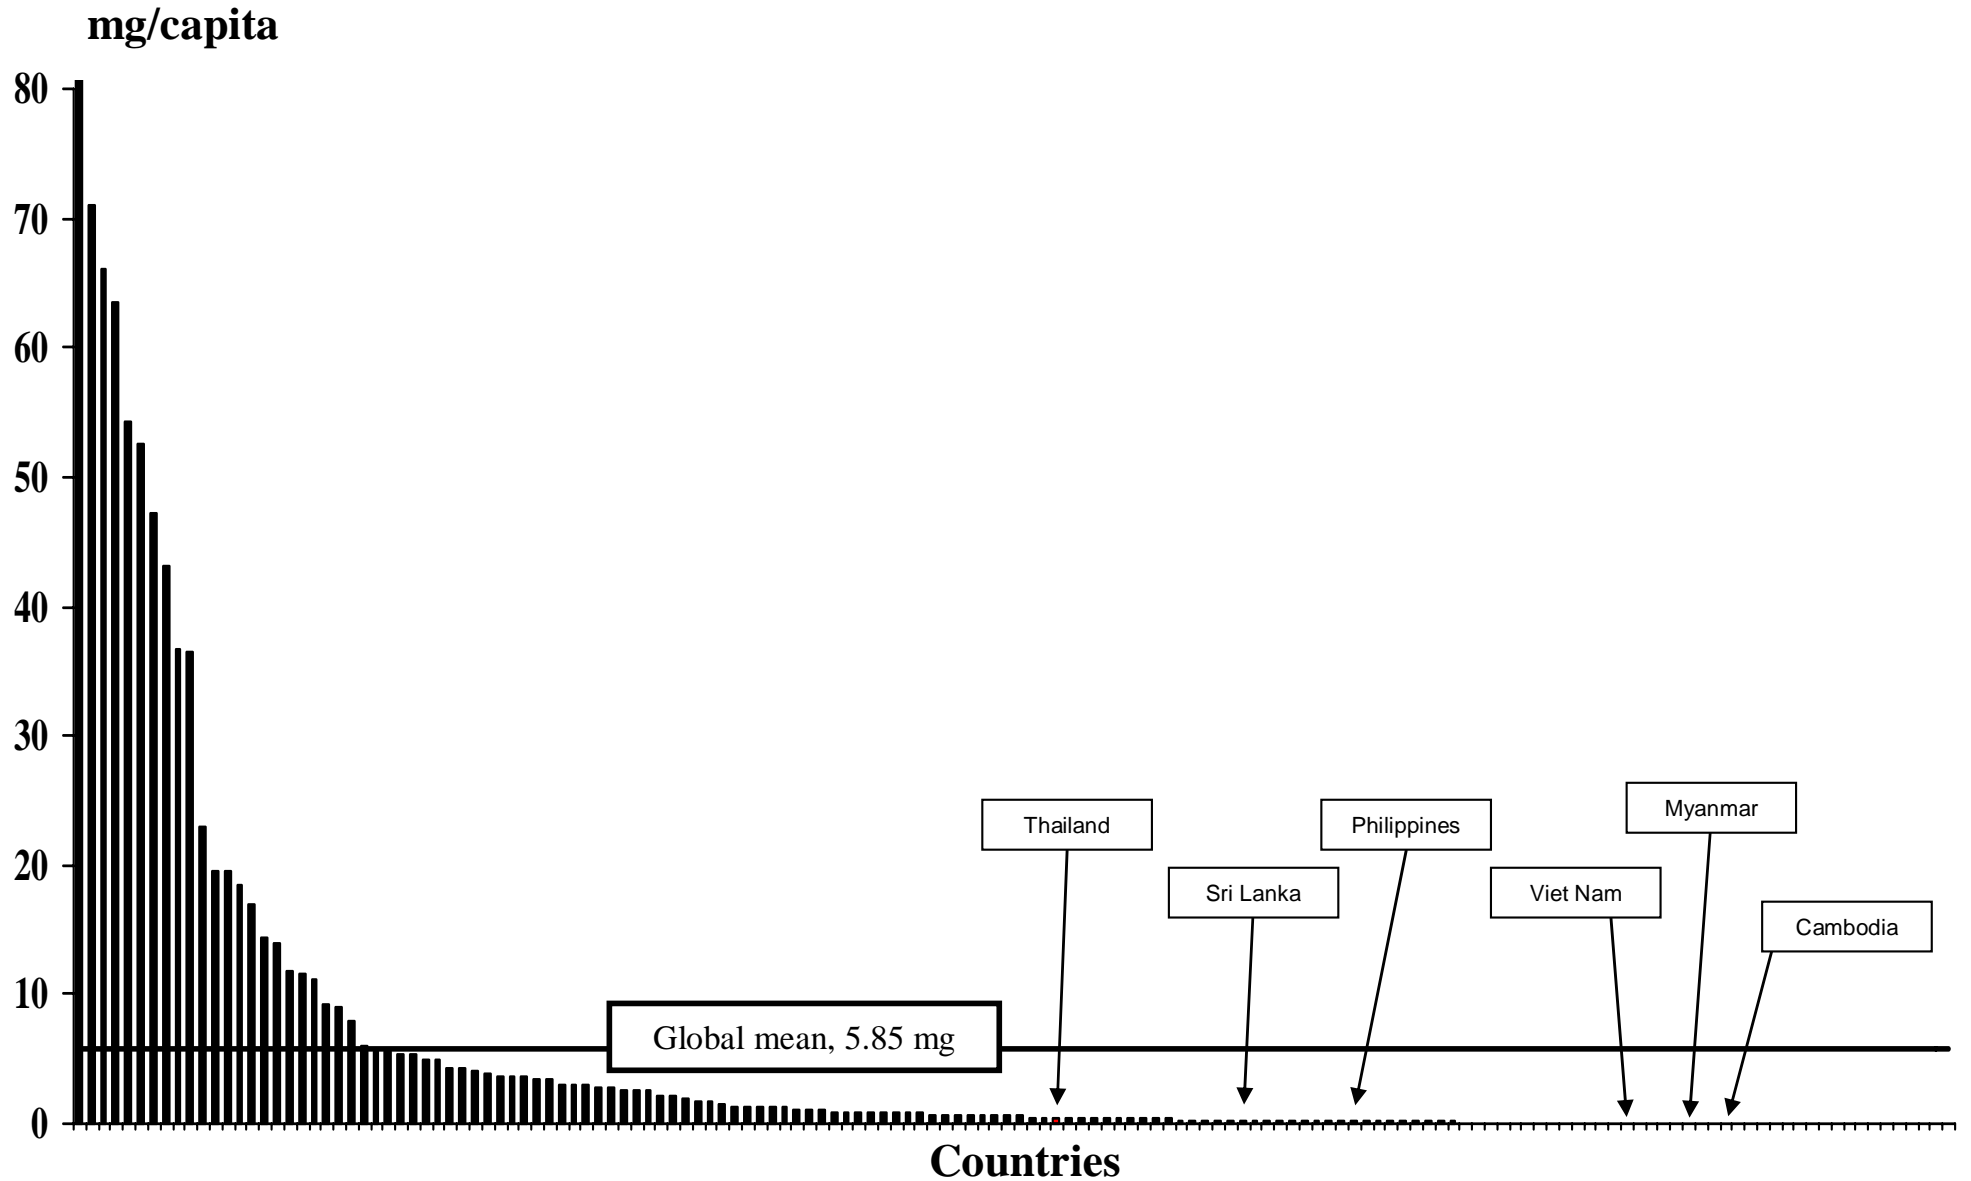 mg/capita
80
70
60
50
40
30
20
10
0
Thailand
Sri Lanka
Philippines
Viet Nam
Myanmar
Cambodia
Global mean, 5.85 mg
Countries